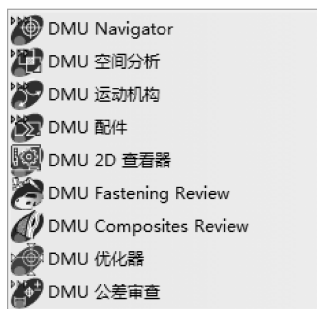 DMU Navigator
DMU 空间分析
DMU 运动机构
DMU 配件
DMU 2D 查看器
DMU Fastening Review
DMU Composites Review
DMU 优化器
DMU 公差审查